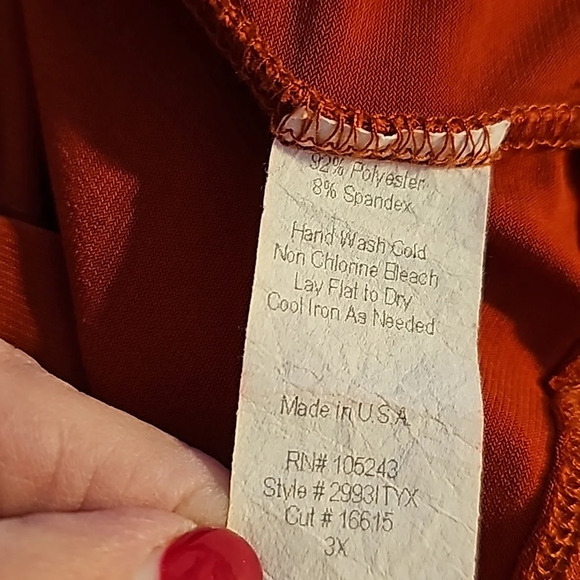 92% Polyester
8% Spandex
Hand Wash Cold
Non Chlorine Bleach
Lay Flat to Dry
Cool Iron As Needed
Made in U.S.A
RN# 105243
Style # 2993ITYX
Cut # 16615
3X